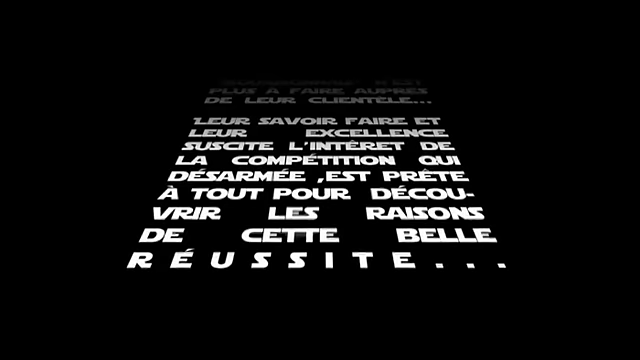 N'EST
PLUS À FAIRE AUPRÈS
DE LEUR CLIENTÈLE...
'LEUR SAVOIR FAIRE ET
LEUR EXCELLENCE
SUSCITE L'INTÉRET DE
LA COMPÉTITION QUI
DÉSARMÉE ,EST PRÊTE
À TOUT POUR DÉCOU-
VRIR LES RAISONS
DE CETTE BELLE
RÉUSSITE...